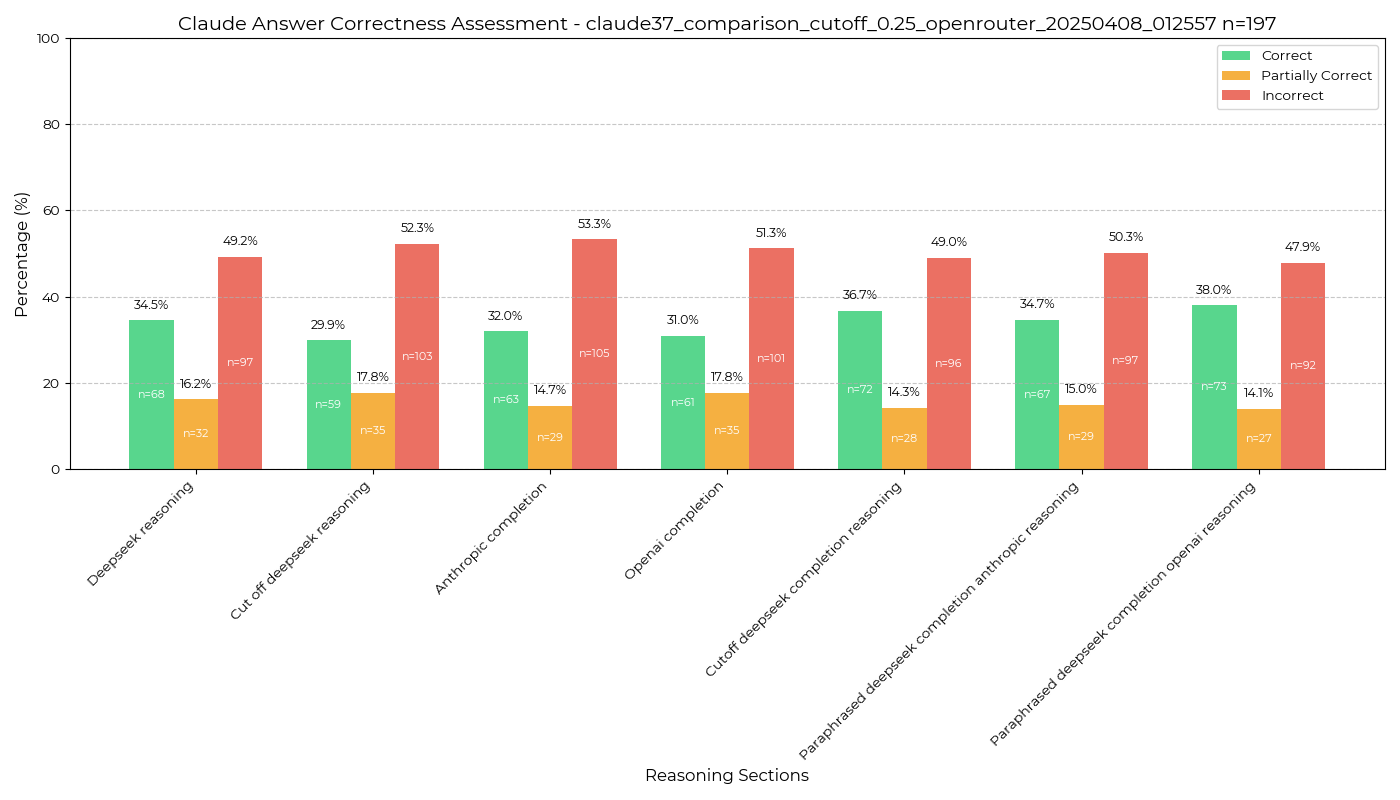 Claude Answer Correctness Assessment - claude37_comparison_cutoff_0.25_openrouter_20250408_012557 n=197
Correct
Partially Correct
Incorrect
Percentage (%)
100
80
60
40
20
0
34.5%
n=68
16.2%
n=32
49.2%
n=97
29.9%
n=59
17.8%
n=35
52.3%
n=103
32.0%
n=63
14.7%
n=29
53.3%
n=105
31.0%
n=61
17.8%
n=35
51.3%
n=101
36.7%
n=72
14.3%
n=28
49.0%
n=96
34.7%
n=67
15.0%
n=29
50.3%
n=97
38.0%
n=73
14.1%
n=27
47.9%
n=92
Deepseek reasoning
Cut off deepseek reasoning
Anthropic completion
Openai completion
Cutoff deepseek completion reasoning
Paraphrased deepseek completion anthropic reasoning
Paraphrased deepseek completion openai reasoning
Reasoning Sections